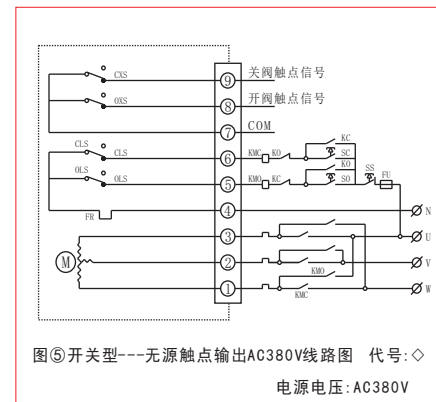 CXS ⑨ 关阀触点信号
OXS ⑧ 开阀触点信号
⑦ COM
KC
CLS CLS ⑥ KMC KO SC SS
KO FU
OLS OLS ⑤ KMO KC SO
FR ④ N
③ U
M ② V
KMO
① KMC W
图⑤开关型---无源触点输出AC380V线路图 代号:◇
电源电压:AC380V